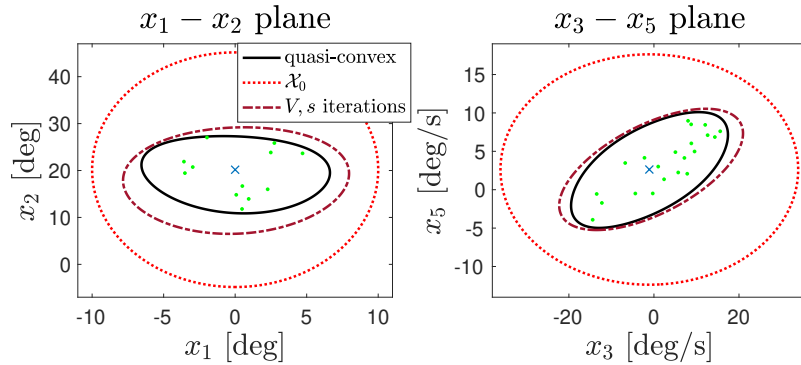 x₁ − x₂ plane
x₂ [deg]
40
30
20
10
0
-10
-5
0
5
10
x₁ [deg]
quasi-convex
𝒳₀
V, s iterations
x₃ − x₅ plane
x₅ [deg/s]
15
10
5
0
-5
-10
-20
0
20
x₃ [deg/s]